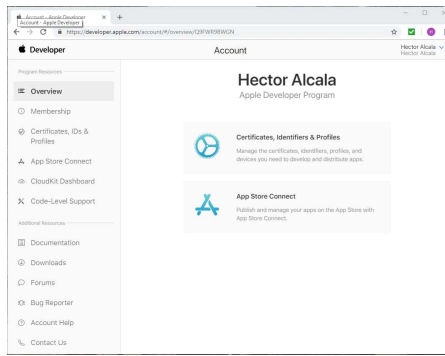 Account - Apple Developer
Account - Apple Developer
https://developer.apple.com/account/#/overview/Q9FWR9BWGN
Developer
Account
Hector Alcala
Hector Alcala
Program Resources
Overview
Membership
Certificates, IDs &
Profiles
App Store Connect
CloudKit Dashboard
Code-Level Support
Additional Resources
Documentation
Downloads
Forums
Bug Reporter
Account Help
Contact Us
Hector Alcala
Apple Developer Program
Certificates, Identifiers & Profiles
Manage the certificates, identifiers, profiles, and
devices you need to develop and distribute apps.
App Store Connect
Publish and manage your apps on the App Store with
App Store Connect.